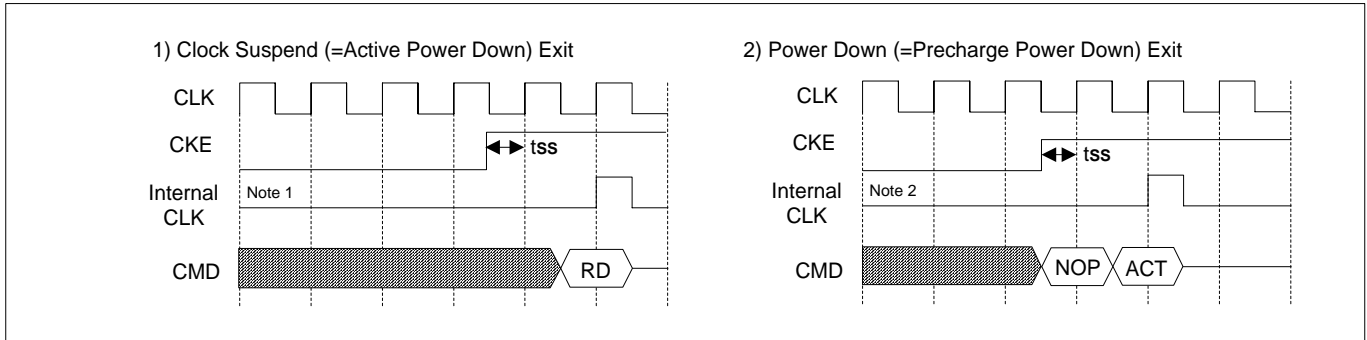 1) Clock Suspend (=Active Power Down) Exit
CLK
CKE
tss
Internal
CLK
Note 1
CMD
RD
2) Power Down (=Precharge Power Down) Exit
CLK
CKE
tss
Internal
CLK
Note 2
CMD
NOP
ACT